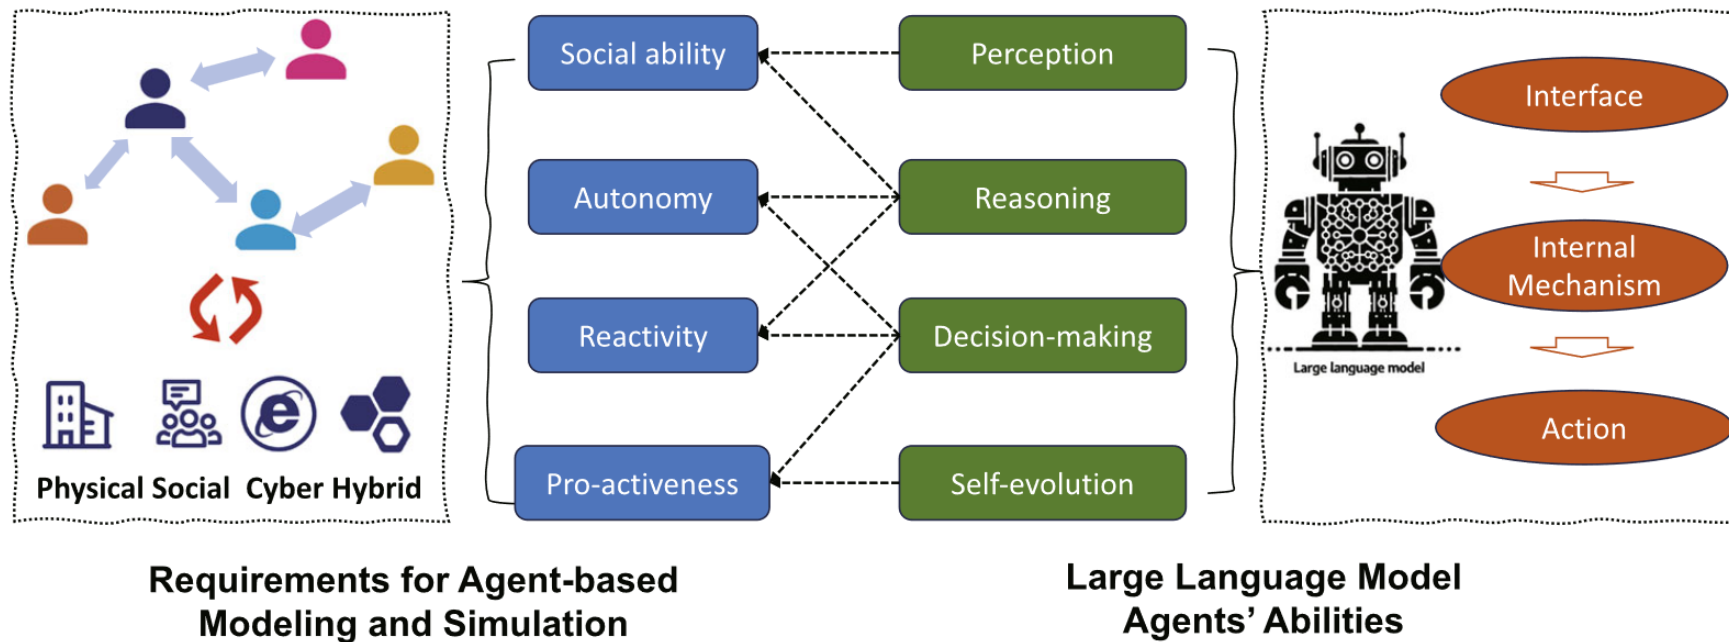 Physical Social Cyber Hybrid
Social ability
Autonomy
Reactivity
Pro-activeness
Perception
Reasoning
Decision-making
Self-evolution
Large language model
Interface
Internal
Mechanism
Action
Requirements for Agent-based
Modeling and Simulation
Large Language Model
Agents’ Abilities